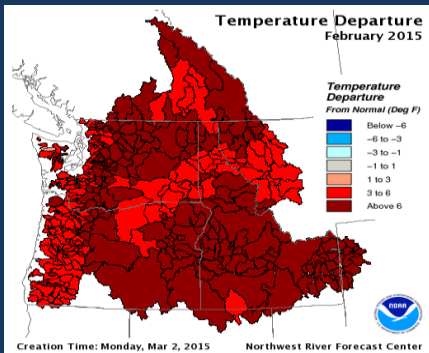 Temperature Departure
February 2015
Temperature
Departure
From Normal (Deg F)
Below -6
-6 to -3
-3 to -1
-1 to 1
1 to 3
3 to 6
Above 6
NOAA
Creation Time: Monday, Mar 2, 2015
Northwest River Forecast Center